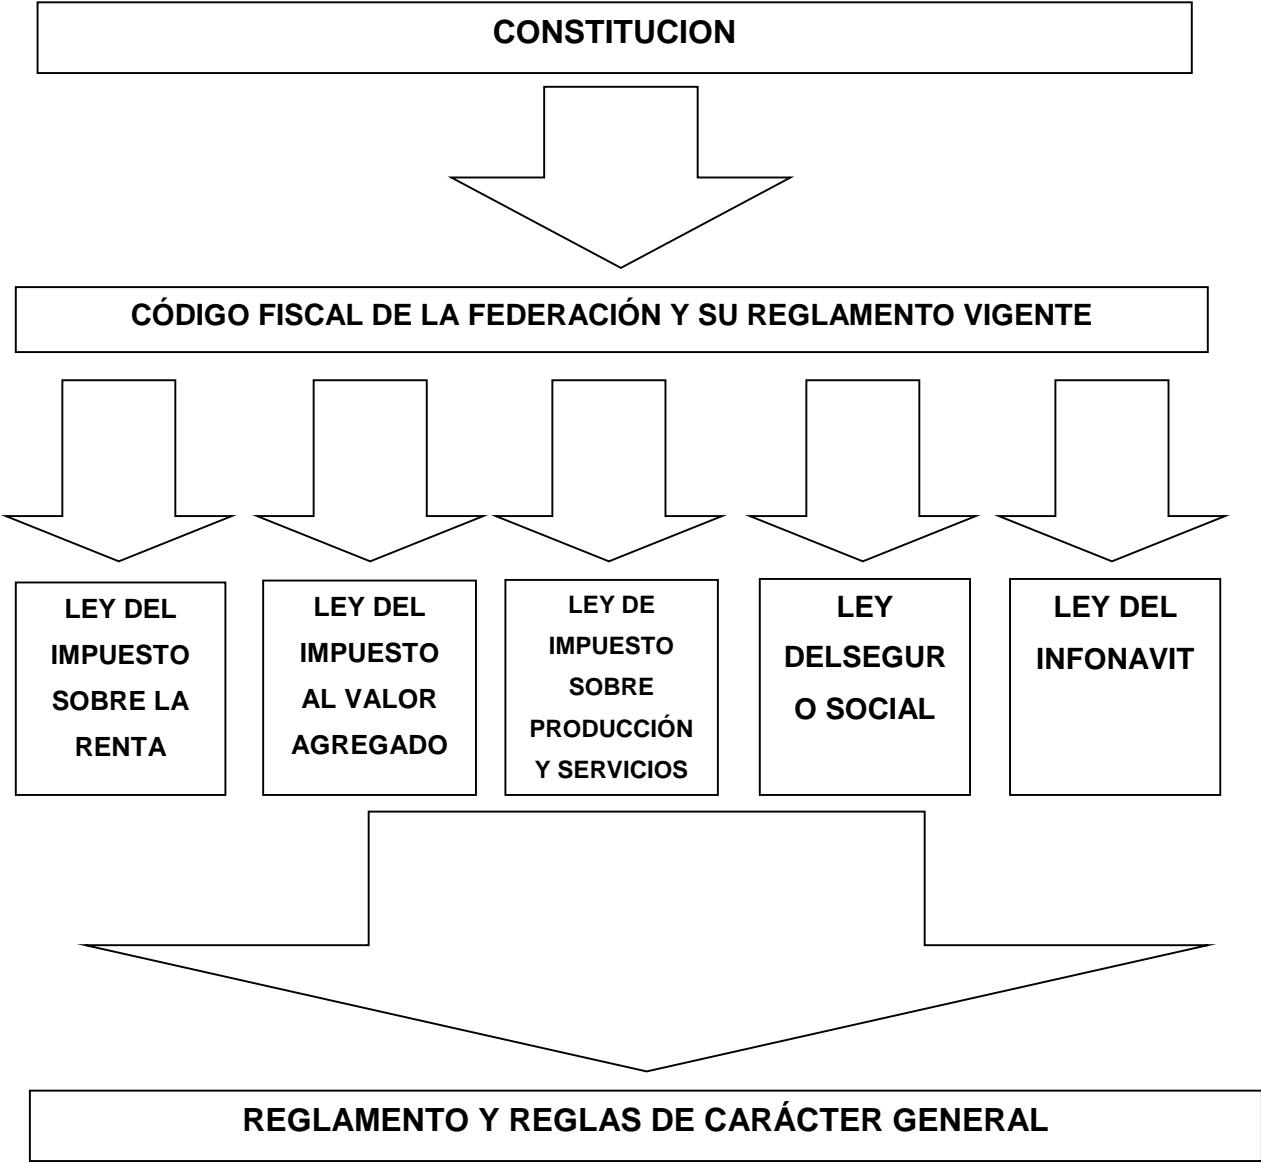 CONSTITUCION
CÓDIGO FISCAL DE LA FEDERACIÓN Y SU REGLAMENTO VIGENTE
LEY DEL
IMPUESTO
SOBRE LA
RENTA
LEY DEL
IMPUESTO
AL VALOR
AGREGADO
LEY DE
IMPUESTO
SOBRE
PRODUCCIÓN
Y SERVICIOS
LEY
DELSEGUR
O SOCIAL
LEY DEL
INFONAVIT
REGLAMENTO Y REGLAS DE CARÁCTER GENERAL